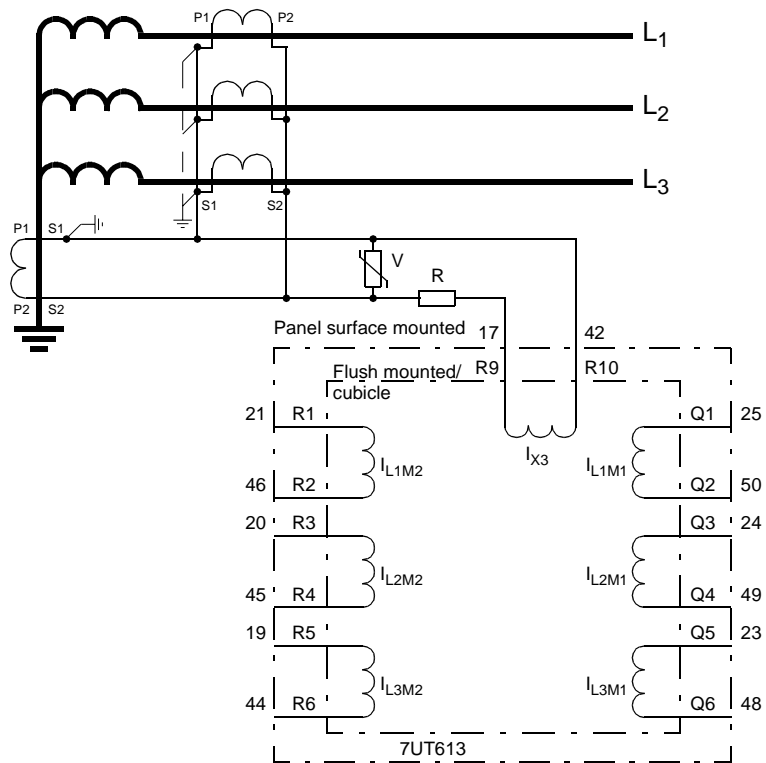 P1 P2 L1
L2
L3
S1 S2
P1 S1
V
R
P2 S2
Panel surface mounted 17 42
Flush mounted/ R9 R10
cubicle
21 R1 Q1 25
IX3
IL1M2 IL1M1
46 R2 Q2 50
20 R3 Q3 24
IL2M2 IL2M1
45 R4 Q4 49
19 R5 Q5 23
IL3M2 IL3M1
44 R6 Q6 48
7UT613